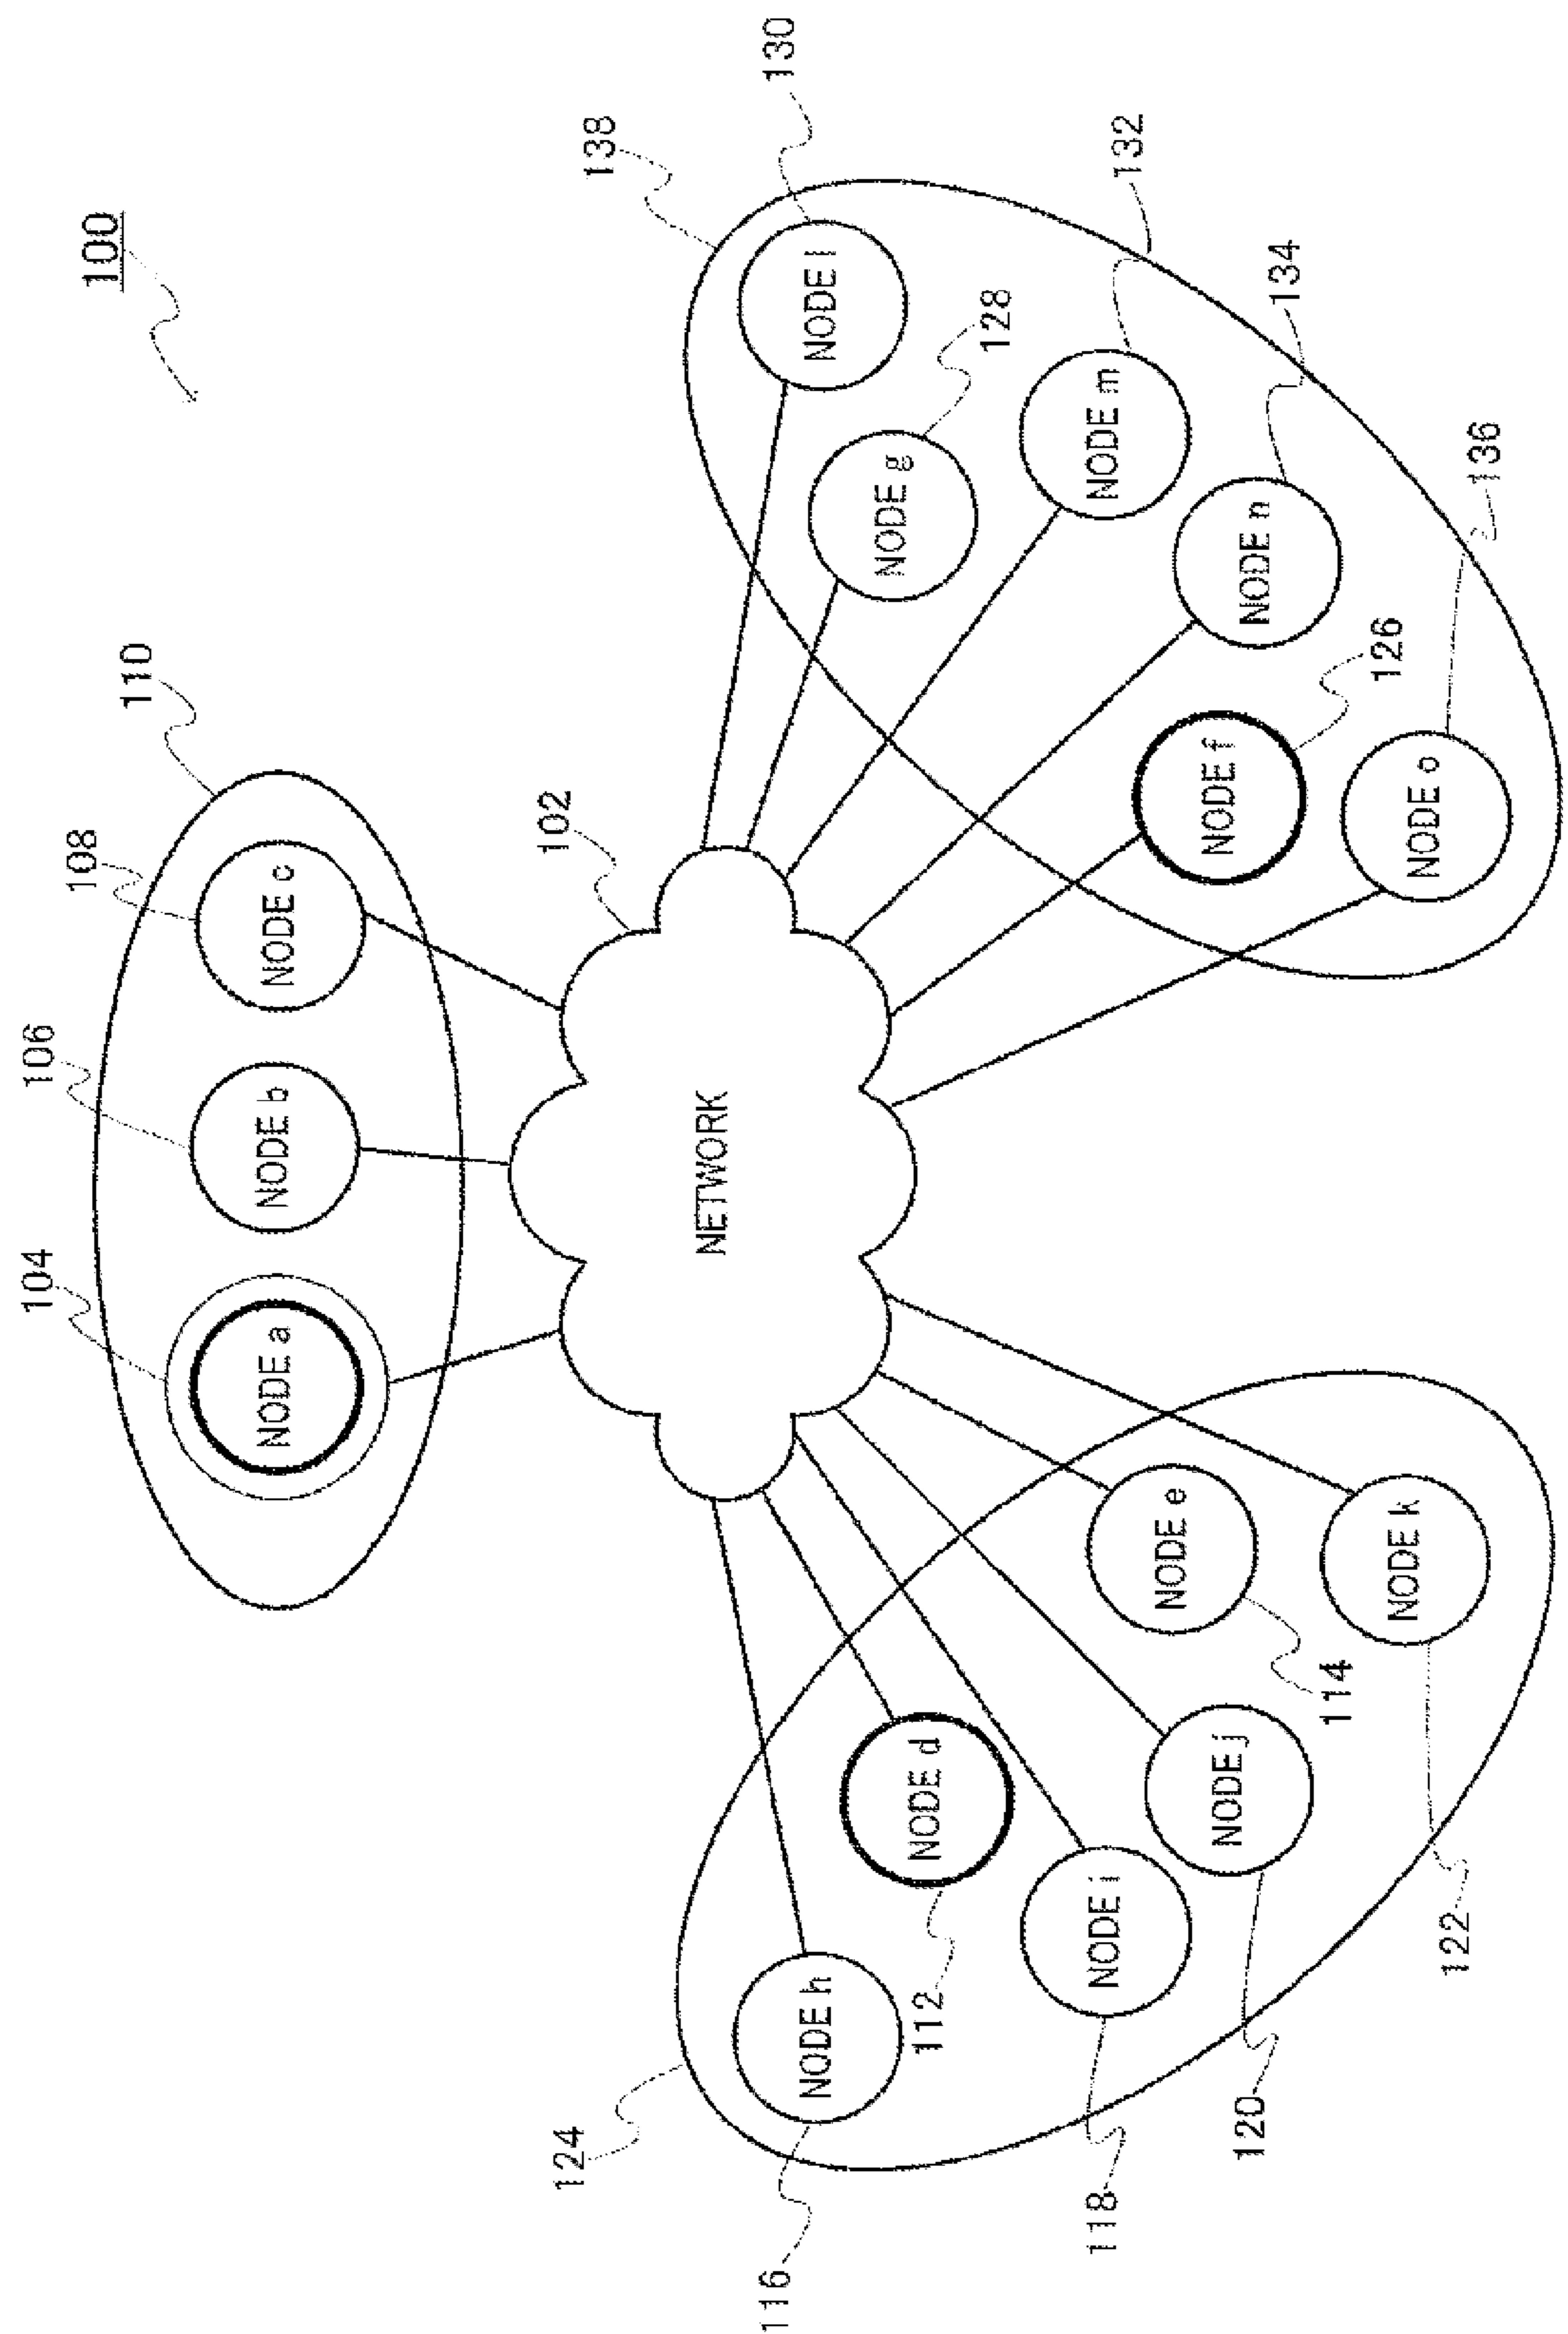 100
110
108
NODE c
106
NODE b
104
NODE a
102
NETWORK
138
130
NODE l
128
NODE g
132
NODE m
134
NODE n
126
NODE f
136
NODE o
124
116
NODE h
112
NODE d
118
NODE i
120
NODE j
114
NODE e
122
NODE k